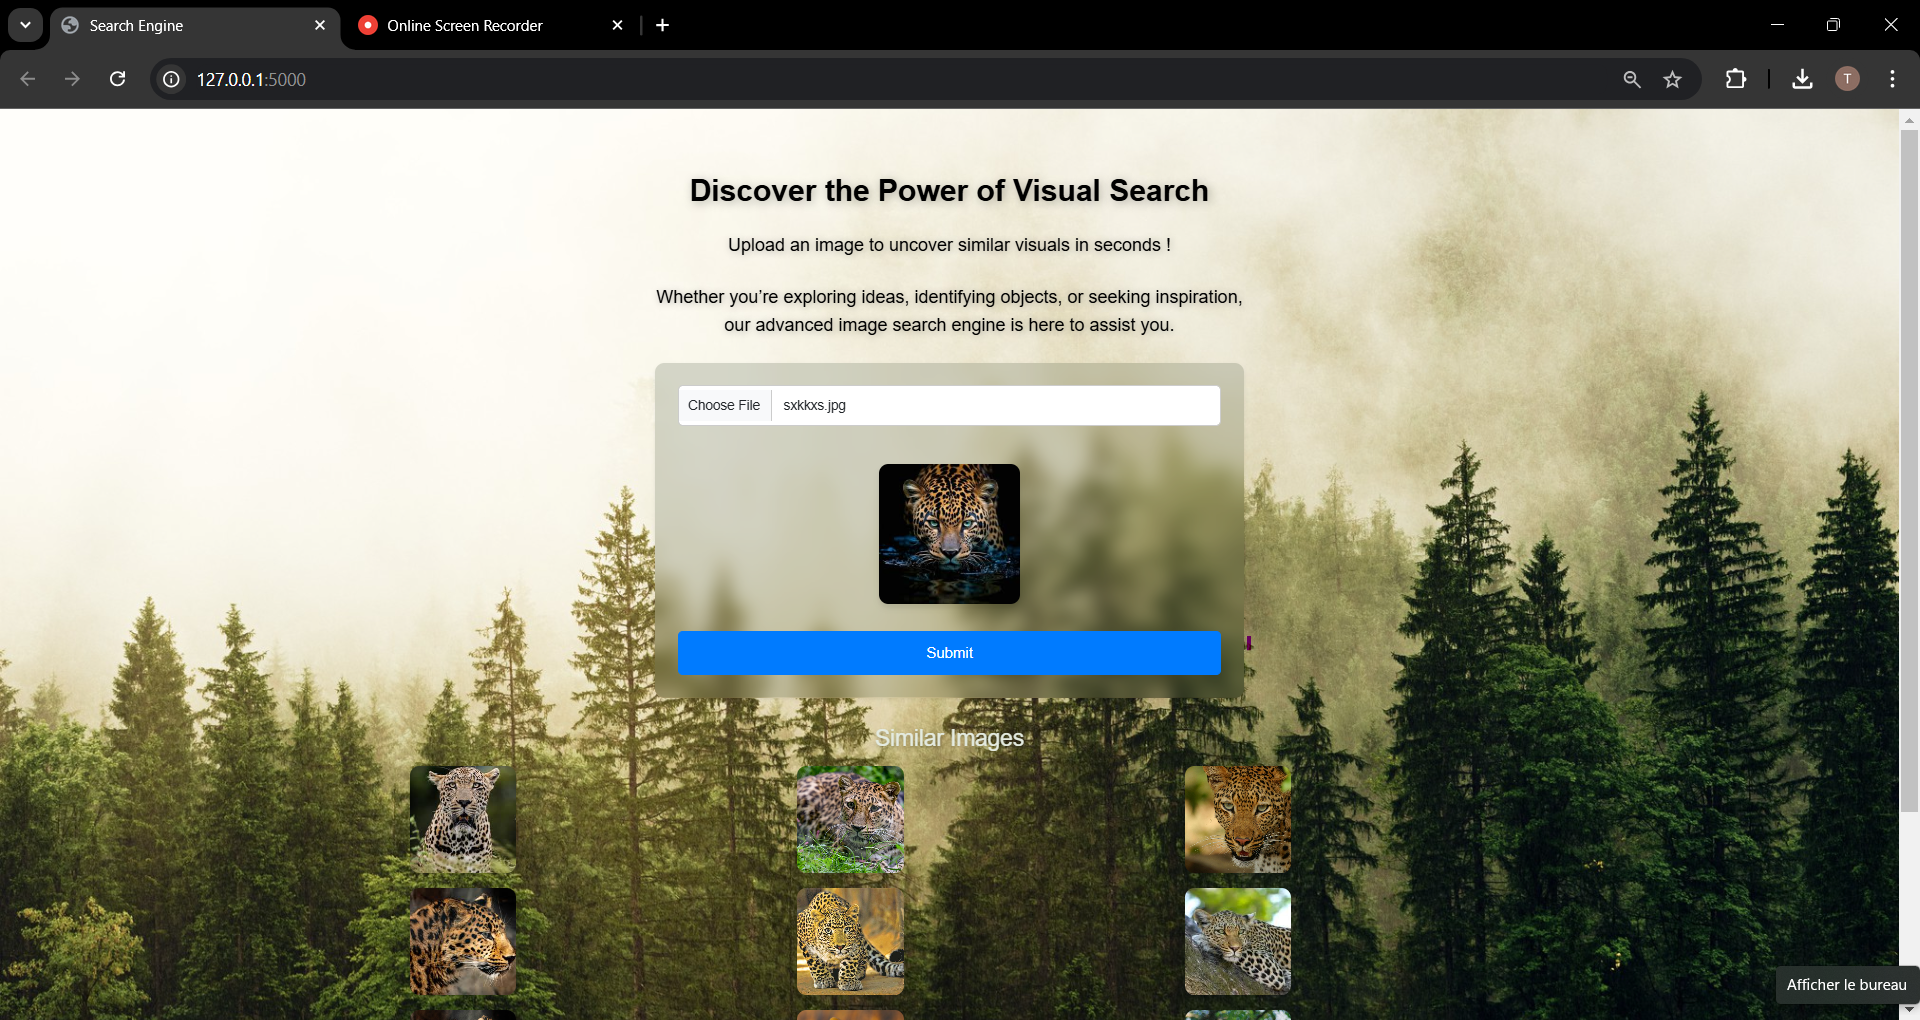 Search Engine
Online Screen Recorder
127.0.0.1:5000
T
Discover the Power of Visual Search
Upload an image to uncover similar visuals in seconds !
Whether you're exploring ideas, identifying objects, or seeking inspiration,
our advanced image search engine is here to assist you.
Choose File sxkkxs.jpg
Submit
Similar Images
Afficher le bureau